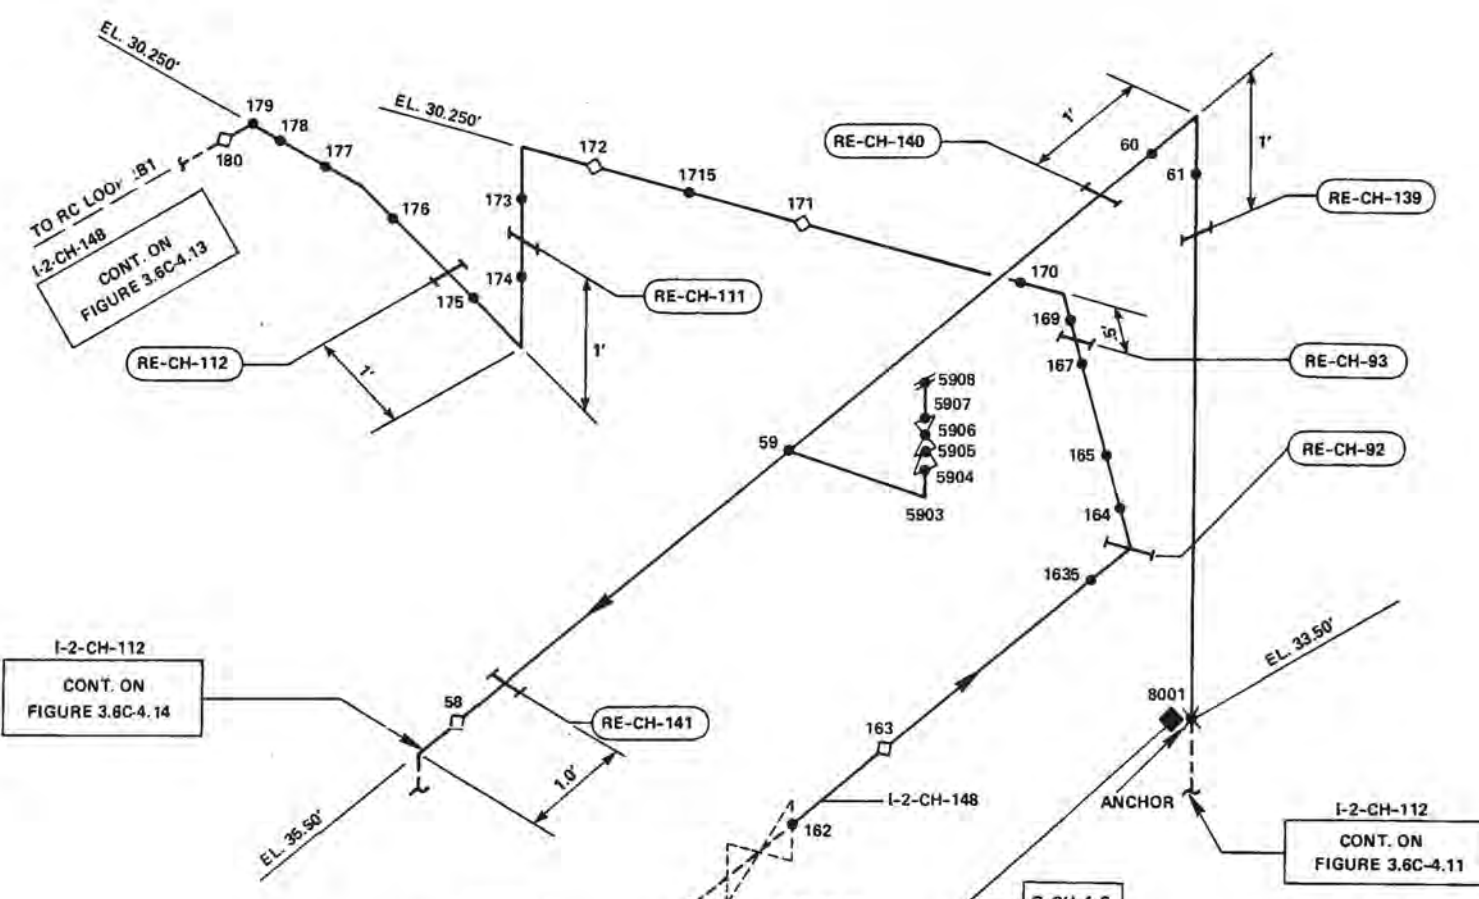 EL. 30.250'
179
178
177
180
176
175
TO RC LOOP
B1
I-2-CH-148
CONT. ON
FIGURE 3.6C-4.13
RE-CH-112
1'
EL. 30.250'
172
1715
171
173
174
RE-CH-111
1'
RE-CH-140
1'
60
61
1'
RE-CH-139
170
169
5'
167
RE-CH-93
165
164
RE-CH-92
1635
5908
5907
5906
5905
5904
5903
59
I-2-CH-112
CONT. ON
FIGURE 3.6C-4.14
58
RE-CH-141
1.0'
EL. 35.50'
163
I-2-CH-148
162
EL. 33.50'
8001
ANCHOR
I-2-CH-112
CONT. ON
FIGURE 3.6C-4.11